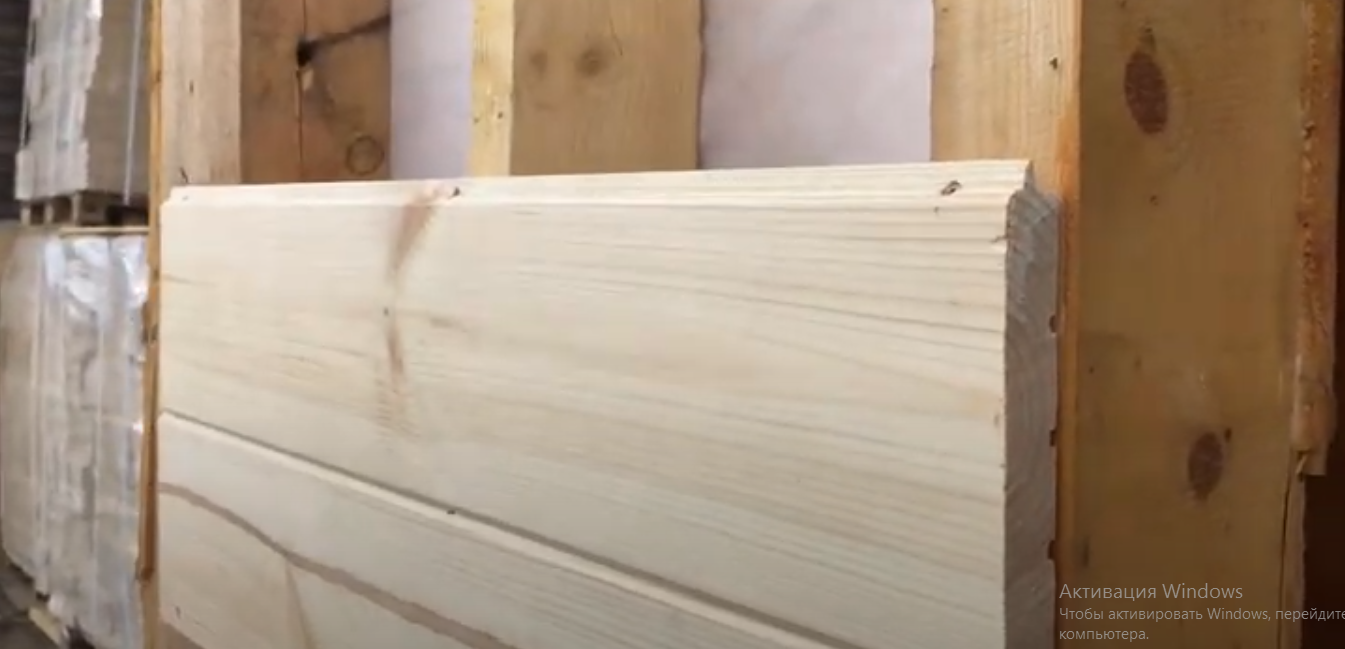 Активация Windows
Чтобы активировать Windows, перейдите
компьютера.